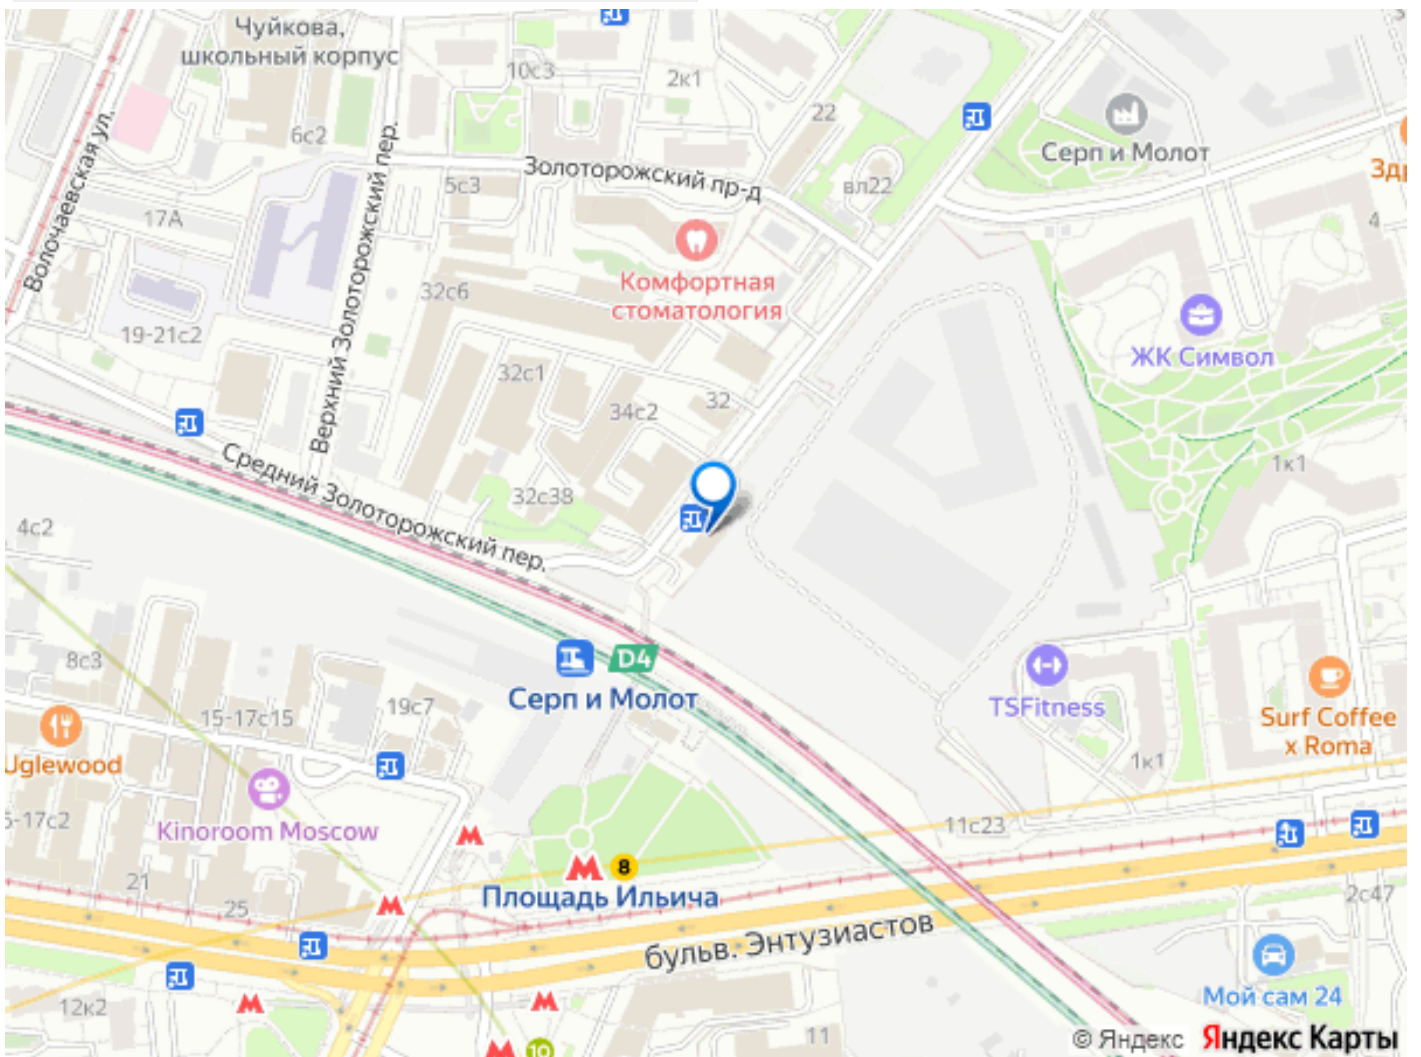 Чуйкова,
школьный корпус
10с3
2к1
22
6с2
Волочаевская ул.
Верхний Золоторожский пер.
Золоторожский пр-д
5с3
17А
вл22
Серп и Молот
4
Комфортная
стоматология
32с6
19-21с2
ЖК Символ
32с1
34с2
32
1к1
Средний Золоторожский пер.
32с38
4с2
8с3
D4
Серп и Молот
15-17с15
19с7
TSFitness
Surf Coffee
x Roma
Uglewood
1к1
Kinoroom Moscow
11с23
8
Площадь Ильича
21
25
2с47
бульв. Энтузиастов
12к2
Мой сам 24
11
10
© Яндекс Яндекс Карты